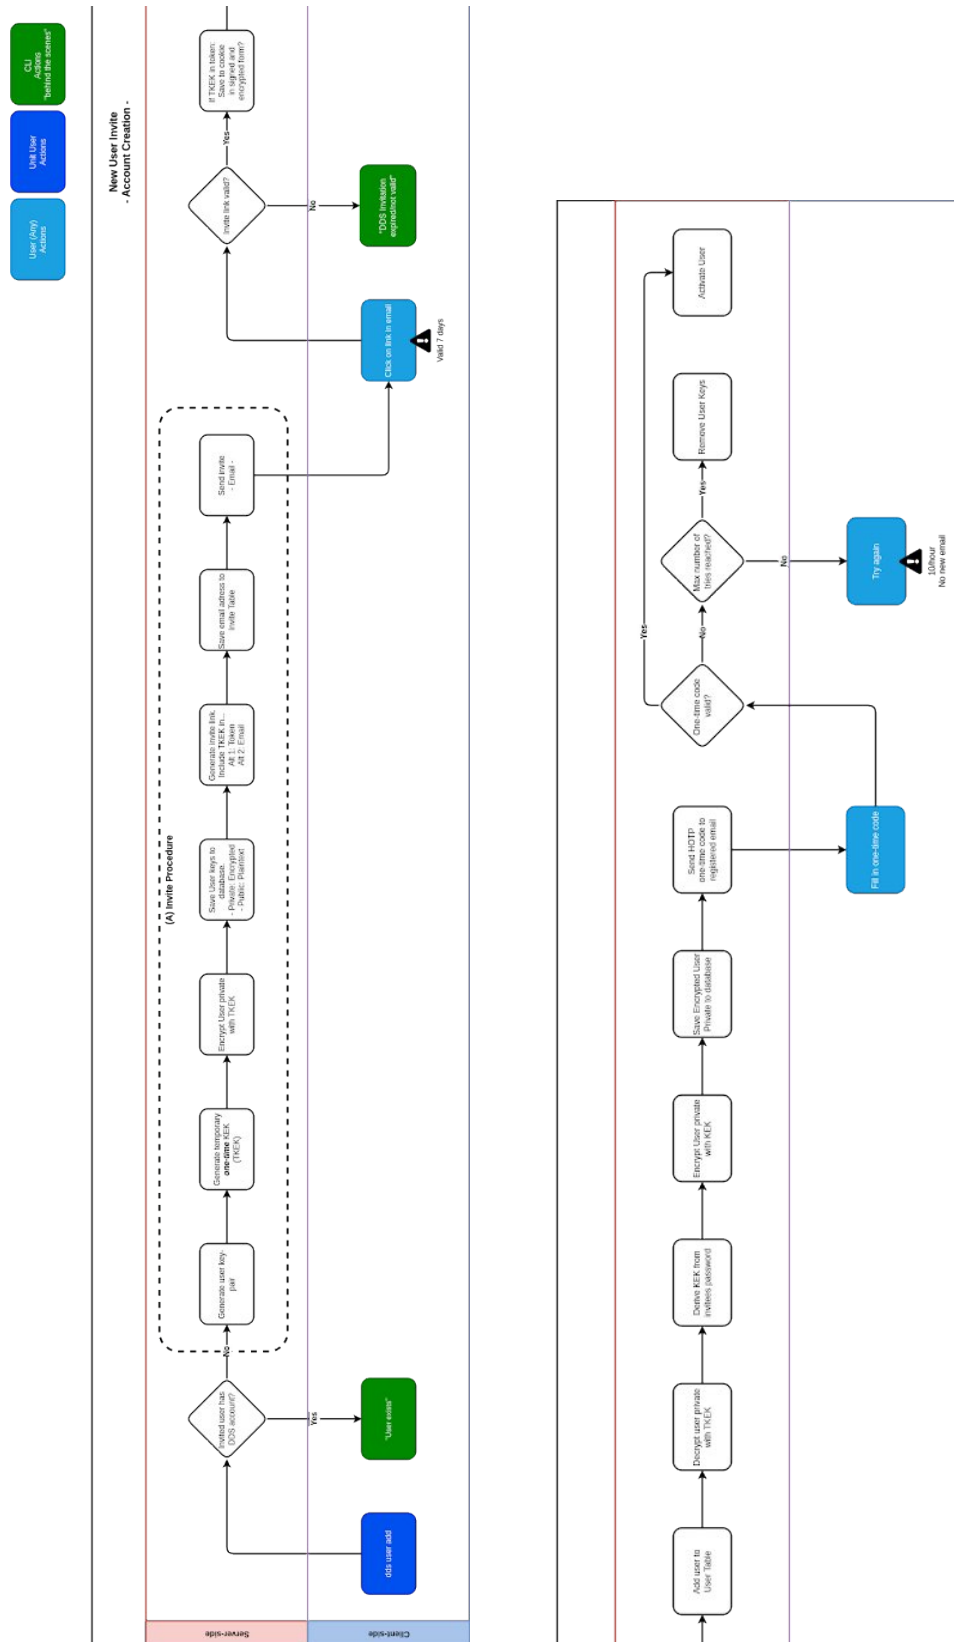 CLI
Actions
"behind the scenes"
Unit User
Actions
User (Any)
Actions
New User Invite
- Account Creation -
Server-side
Client-side
dds user add
Invited user has
DDS account?
Yes
"User exists"
No
(A) Invite Procedure
Generate user key-
pair
Generate temporary
one-time KEK
(TKEK)
Encrypt User private
with TKEK
Save User keys to
database.
- Private: Encrypted
- Public: Plaintext
Generate invite link.
Include TKEK in...
Alt 1: Token
Alt 2: Email
Save email adress to
Invite Table
Send invite
- Email -
Click on link in email
Valid 7 days
Invite link valid?
No
"DDS Invitation
expired/not valid"
Yes
If TKEK in token:
Save to cookie
in signed and
encrypted form?
Add user to
User Table
Decrypt user private
with TKEK
Derive KEK from
invitees password
Encrypt User private
with KEK
Save Encrypted User
Private to database
Send HOTP
one-time code to
registered email
Fill in one-time code
One-time code
valid?
Yes
No
Max number of
tries reached?
No
Try again
10/hour
No new email
Yes
Remove User Keys
Activate User